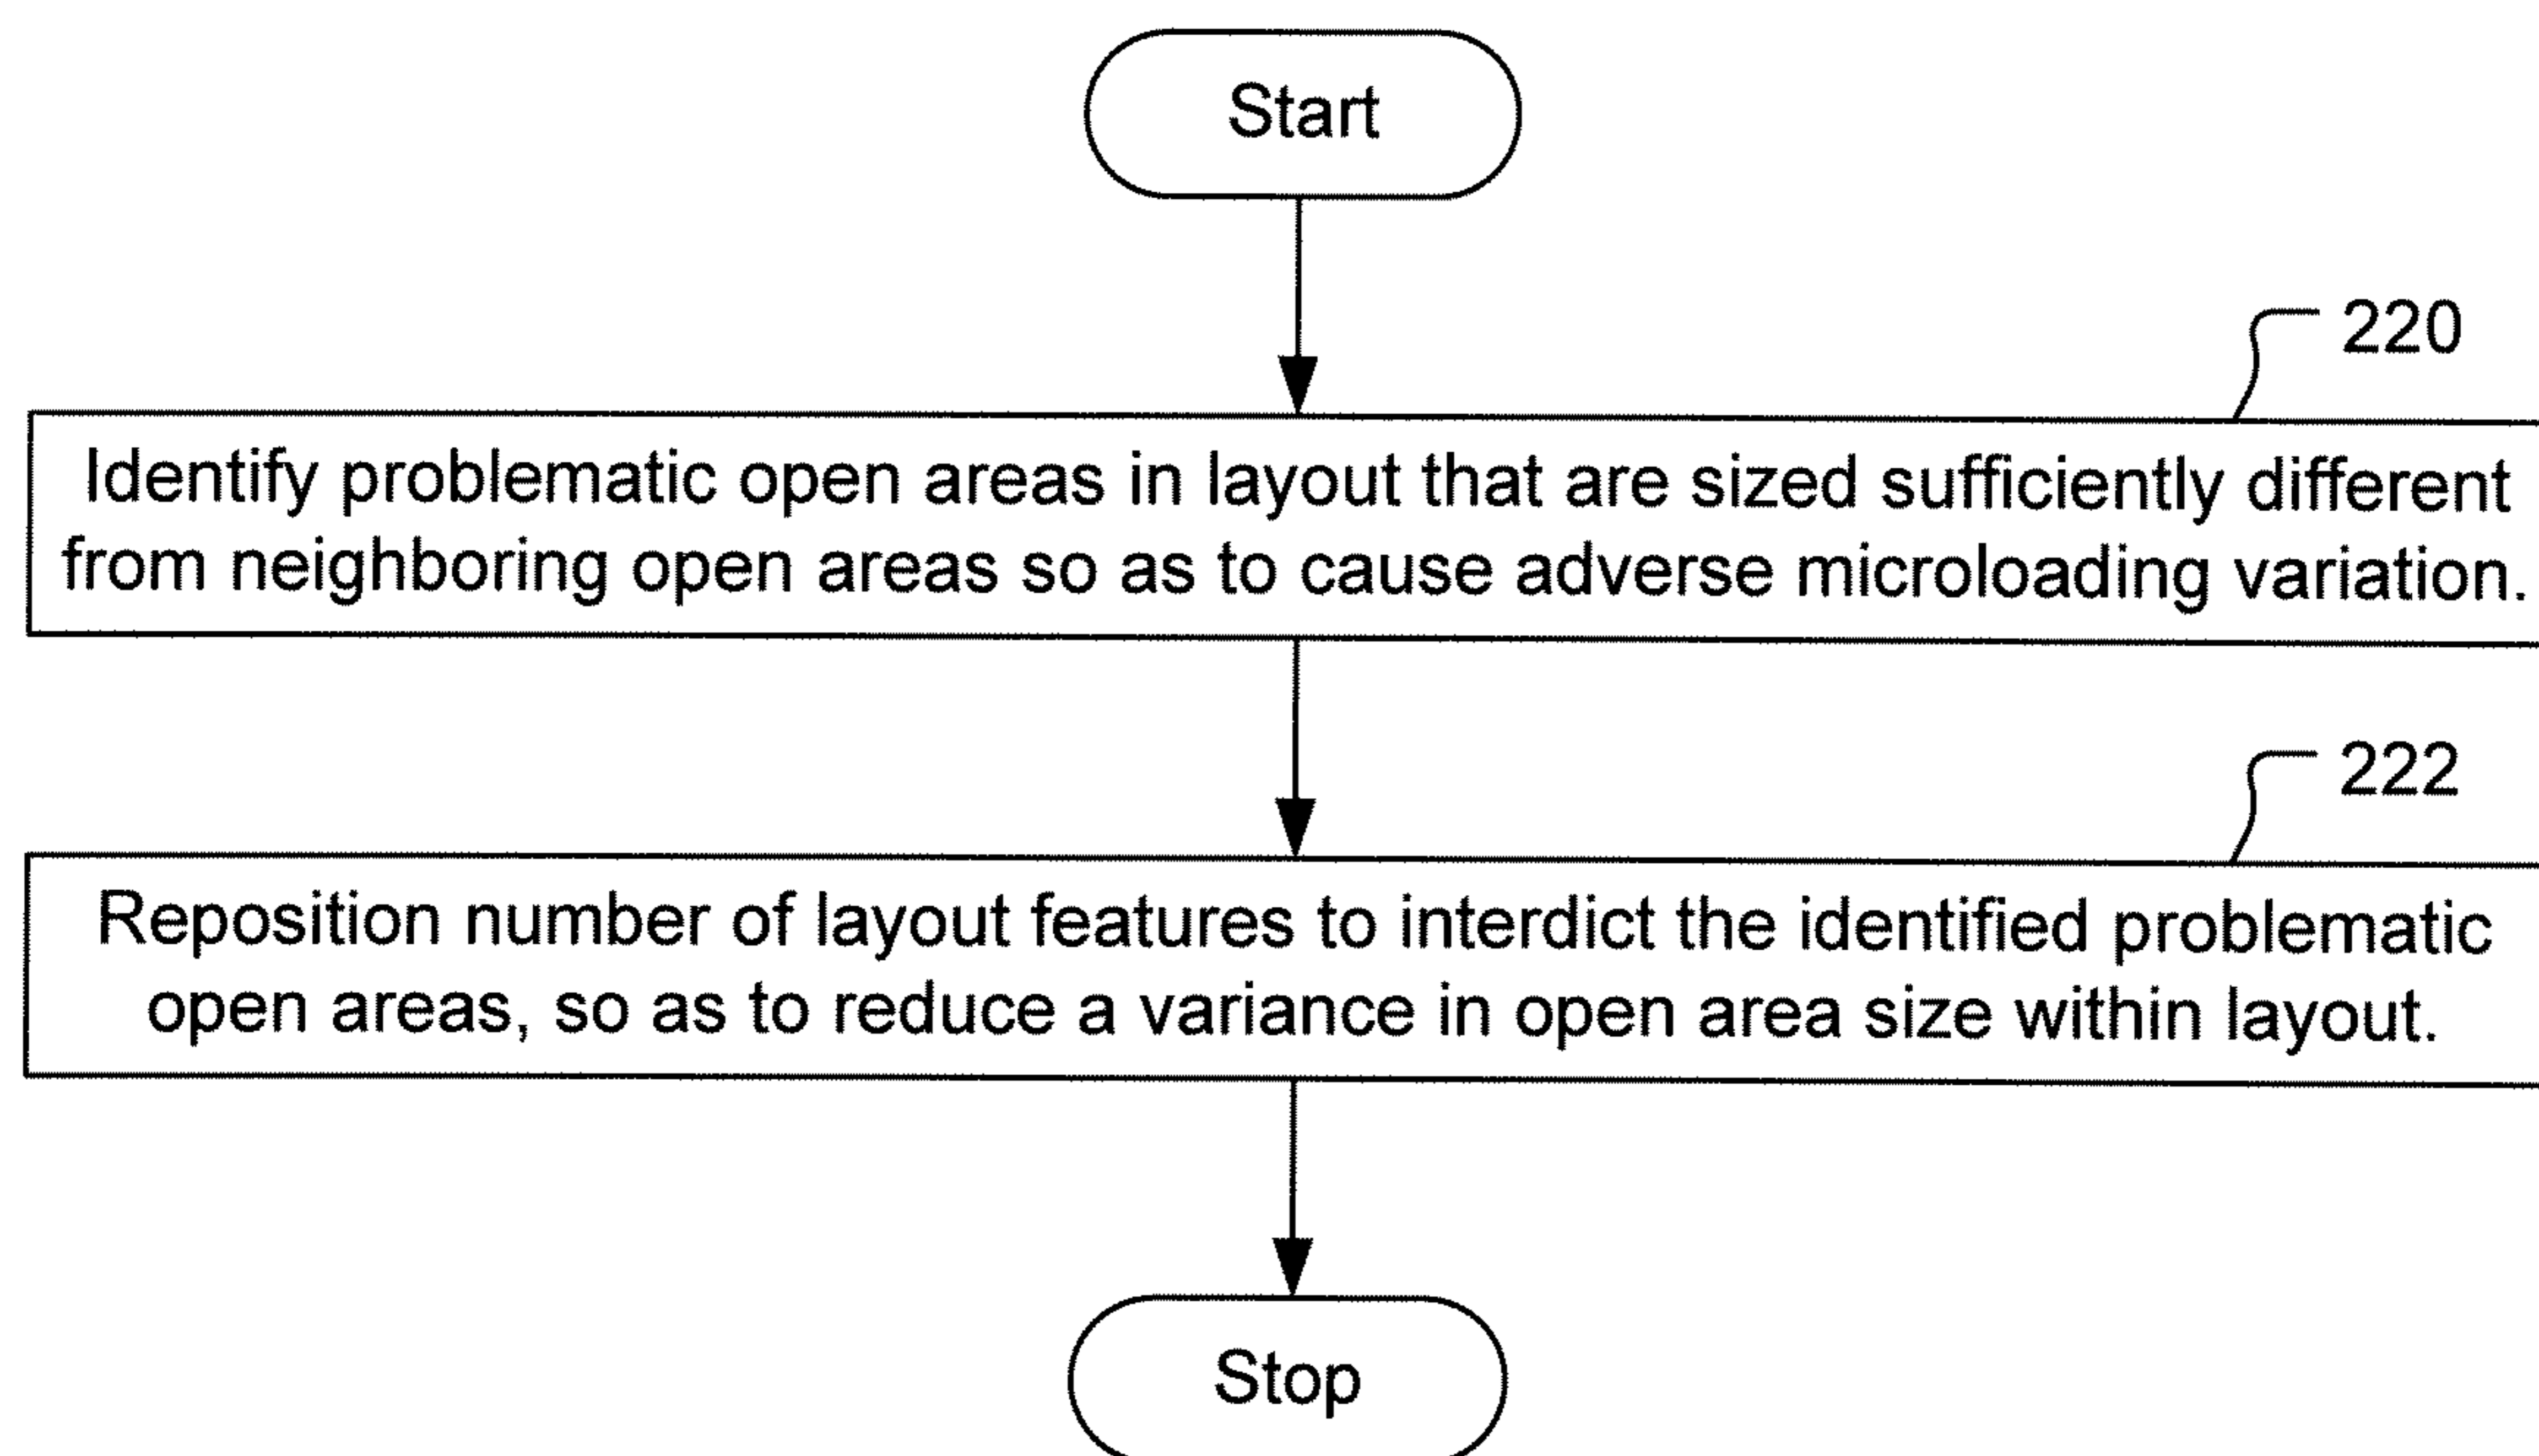 Start
220
Identify problematic open areas in layout that are sized sufficiently different
from neighboring open areas so as to cause adverse microloading variation.
222
Reposition number of layout features to interdict the identified problematic
open areas, so as to reduce a variance in open area size within layout.
Stop